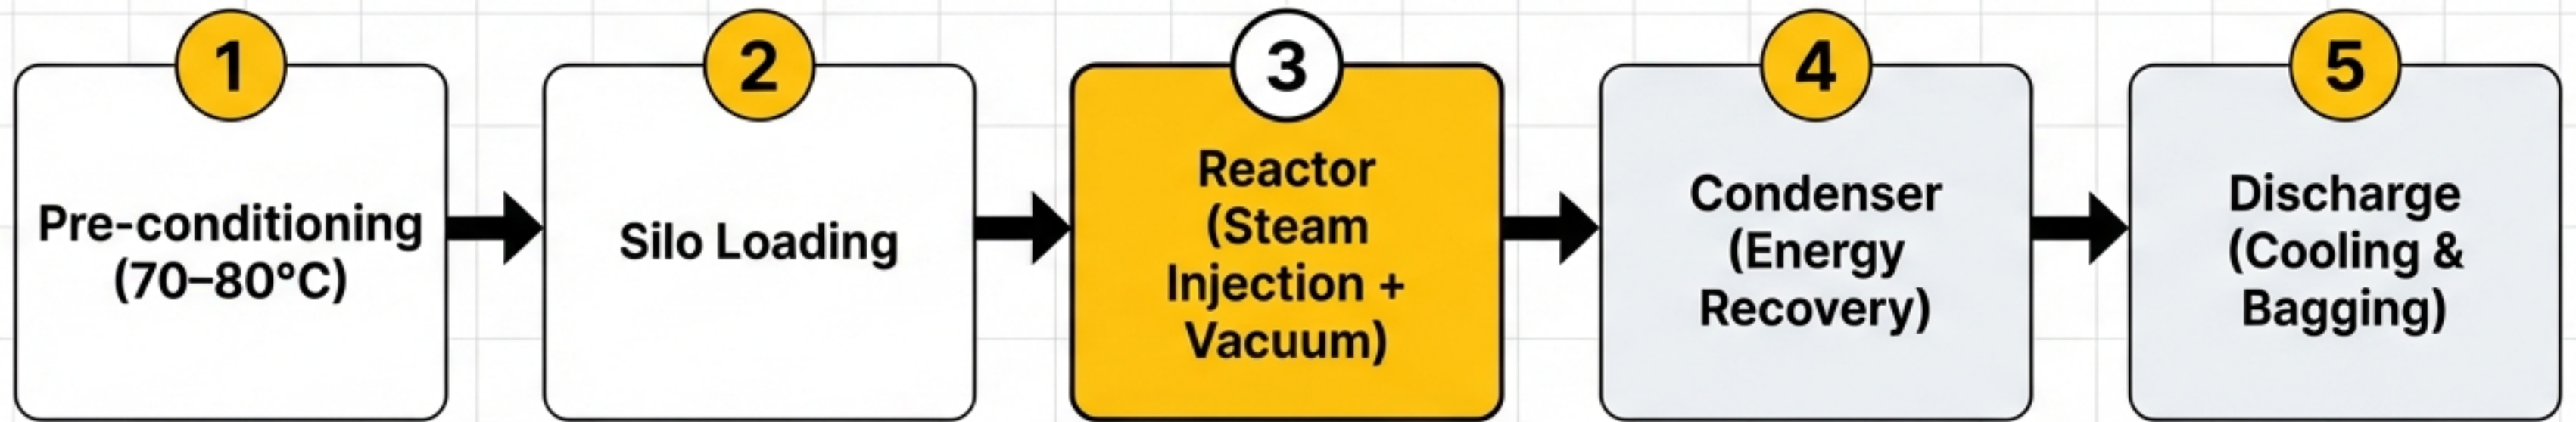 1
Pre-conditioning
(70–80°C)
2
Silo Loading
3
Reactor
(Steam
Injection +
Vacuum)
4
Condenser
(Energy
Recovery)
5
Discharge
(Cooling &
Bagging)